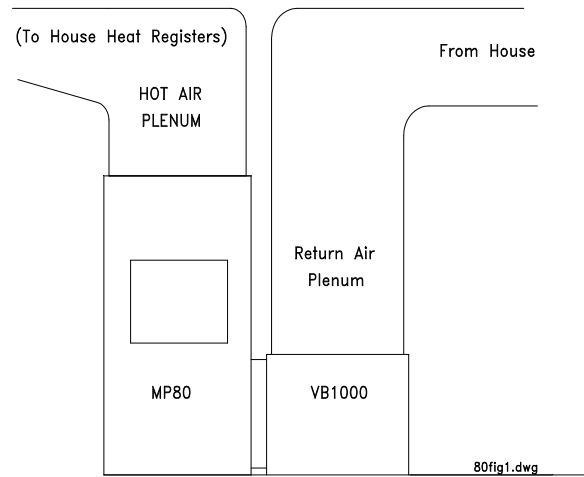 (To House Heat Registers)
From House
HOT AIR
PLENUM
Return Air
Plenum
MP80
VB1000
80fig1.dwg